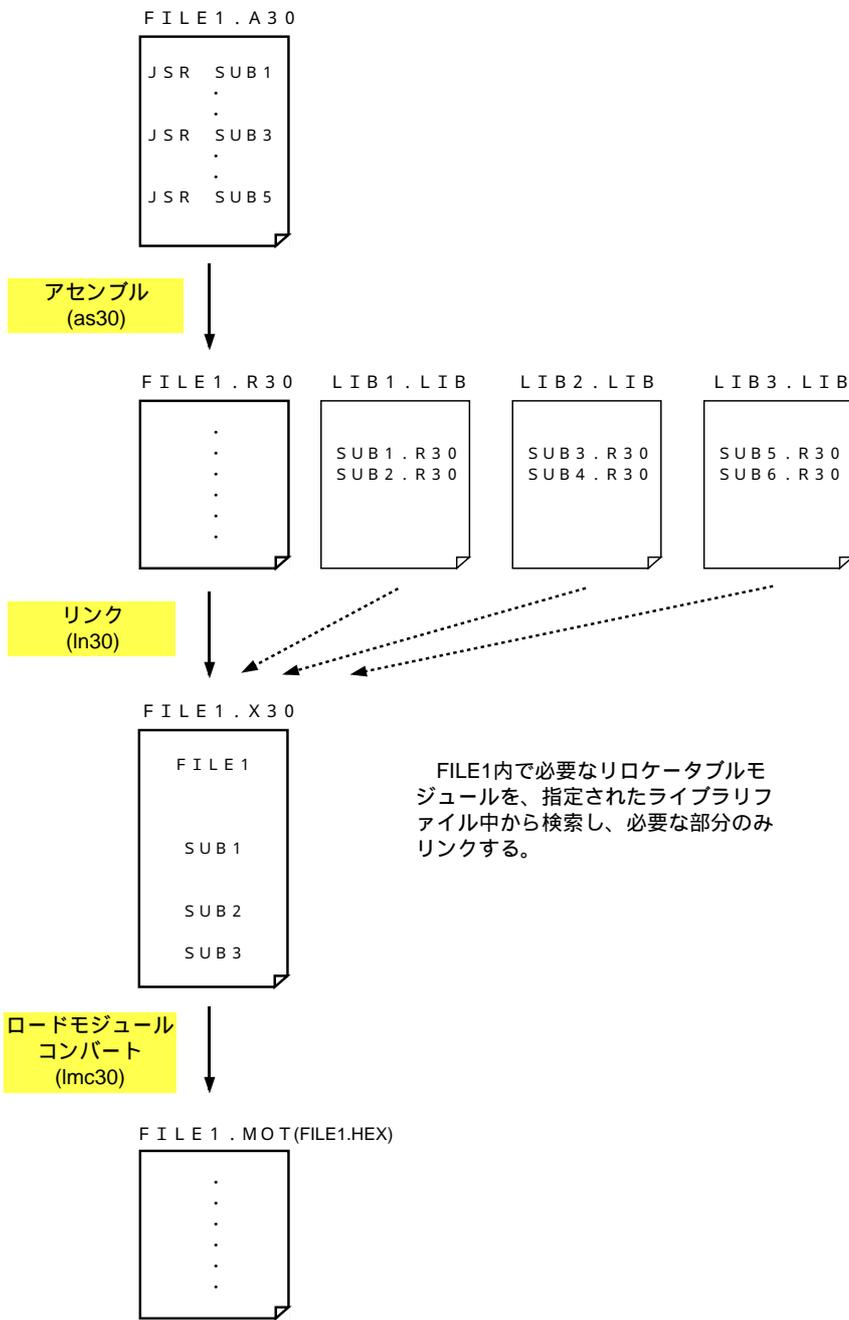 FILE1.A30
JSR SUB1
.
.
JSR SUB3
.
.
JSR SUB5
アセンブル
(as30)
FILE1.R30 LIB1.LIB LIB2.LIB LIB3.LIB
.
SUB1.R30 SUB3.R30 SUB5.R30
.
SUB2.R30 SUB4.R30 SUB6.R30
.
.
.
.
リンク
(ln30)
FILE1.X30
FILE1
SUB1
SUB2
SUB3
FILE1内で必要なリロケータブルモ
ジュールを、指定されたライブラリフ
ァイル中から検索し、必要な部分のみ
リンクする。
ロードモジュール
コンバート
(lmc30)
FILE1.MOT(FILE1.HEX)
.
.
.
.
.
.